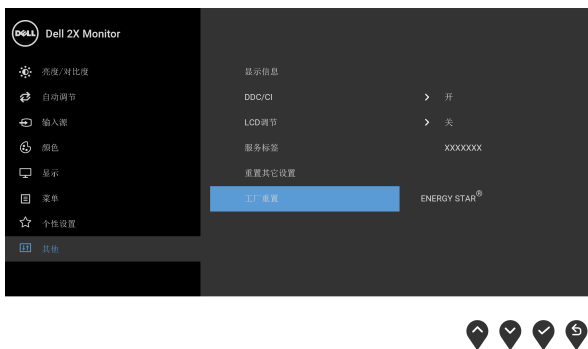 DELL Dell 2X Monitor
亮度/对比度
自动调节
输入源
颜色
显示
菜单
个性设置
其他
显示信息
DDC/CI 开
LCD调节 关
服务标签 XXXXXXX
重置其它设置
工厂重置 ENERGY STAR®